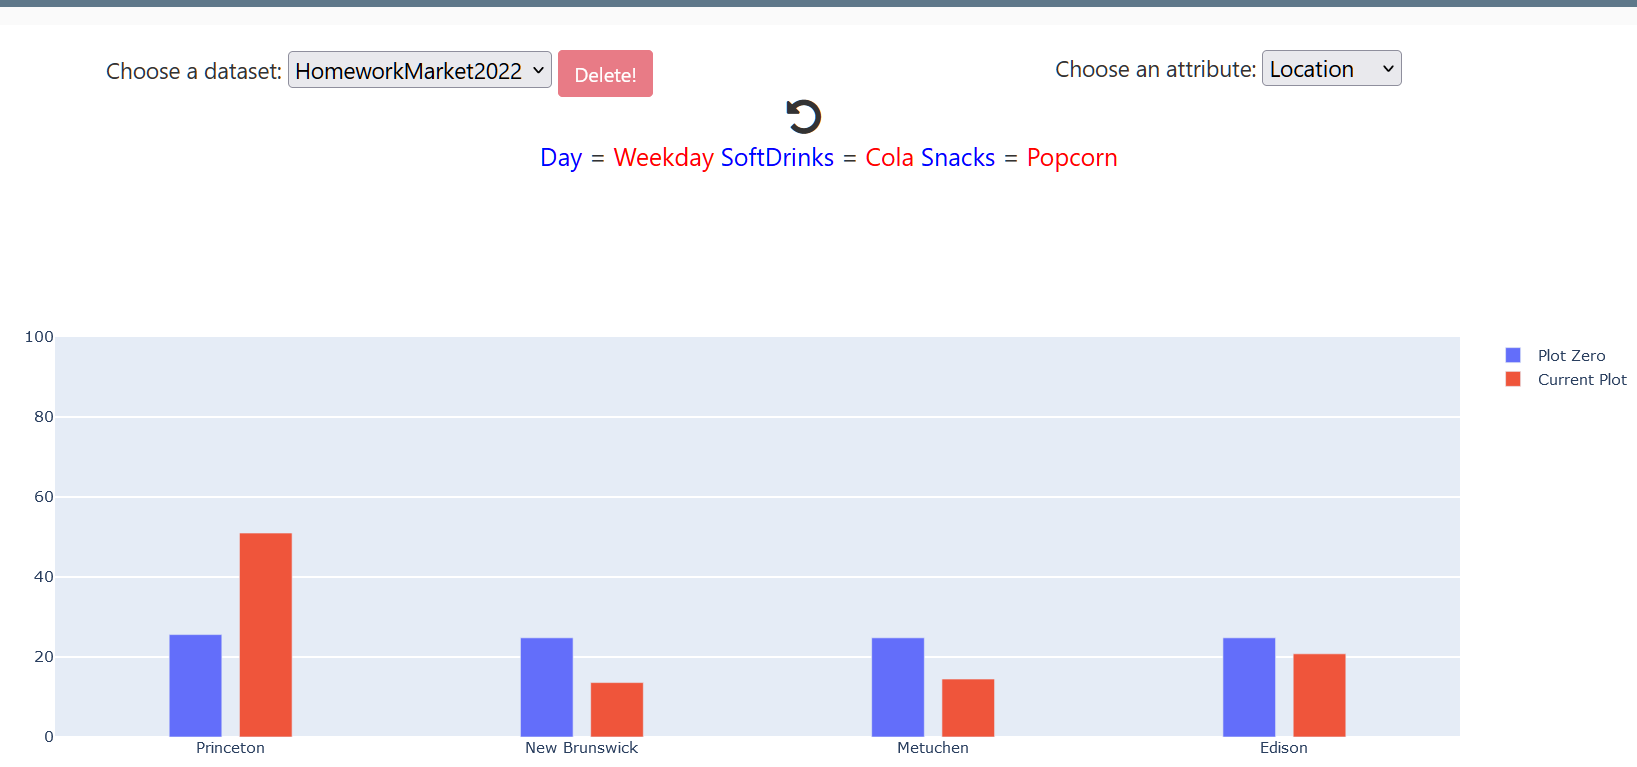 Choose a dataset: HomeworkMarket2022 Delete! Choose an attribute: Location
Day = Weekday SoftDrinks = Cola Snacks = Popcorn
100
80
60
40
20
0
Princeton New Brunswick Metuchen Edison
Plot Zero
Current Plot